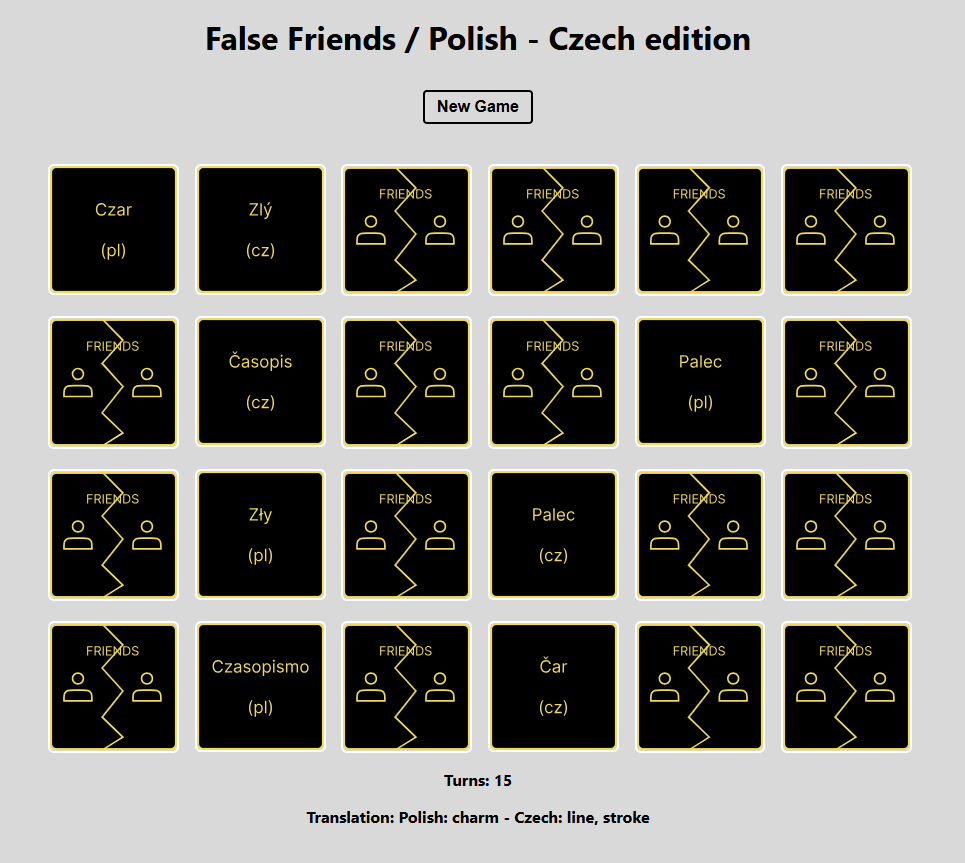 False Friends / Polish - Czech edition
New Game
Czar
(pl)
Zlý
(cz)
FRIENDS
FRIENDS
FRIENDS
FRIENDS
FRIENDS
Časopis
(cz)
FRIENDS
FRIENDS
Palec
(pl)
FRIENDS
FRIENDS
Zły
(pl)
FRIENDS
Palec
(cz)
FRIENDS
FRIENDS
FRIENDS
Czasopismo
(pl)
FRIENDS
Čar
(cz)
FRIENDS
FRIENDS
Turns: 15
Translation: Polish: charm - Czech: line, stroke